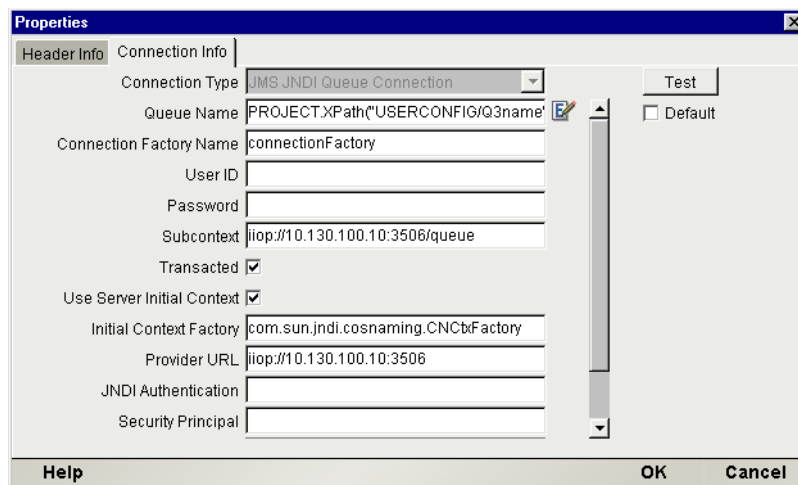 Properties
Header Info Connection Info
Connection Type JMS JNDI Queue Connection Test
Queue Name PROJECT.XPath("USERCONFIG/Q3name" Default
Connection Factory Name connectionFactory
User ID
Password
Subcontext iiop://10.130.100.10:3506/queue
Transacted
Use Server Initial Context
Initial Context Factory com.sun.jndi.cosnaming.CNCtxFactory
Provider URL iiop://10.130.100.10:3506
JNDI Authentication
Security Principal
Help OK Cancel